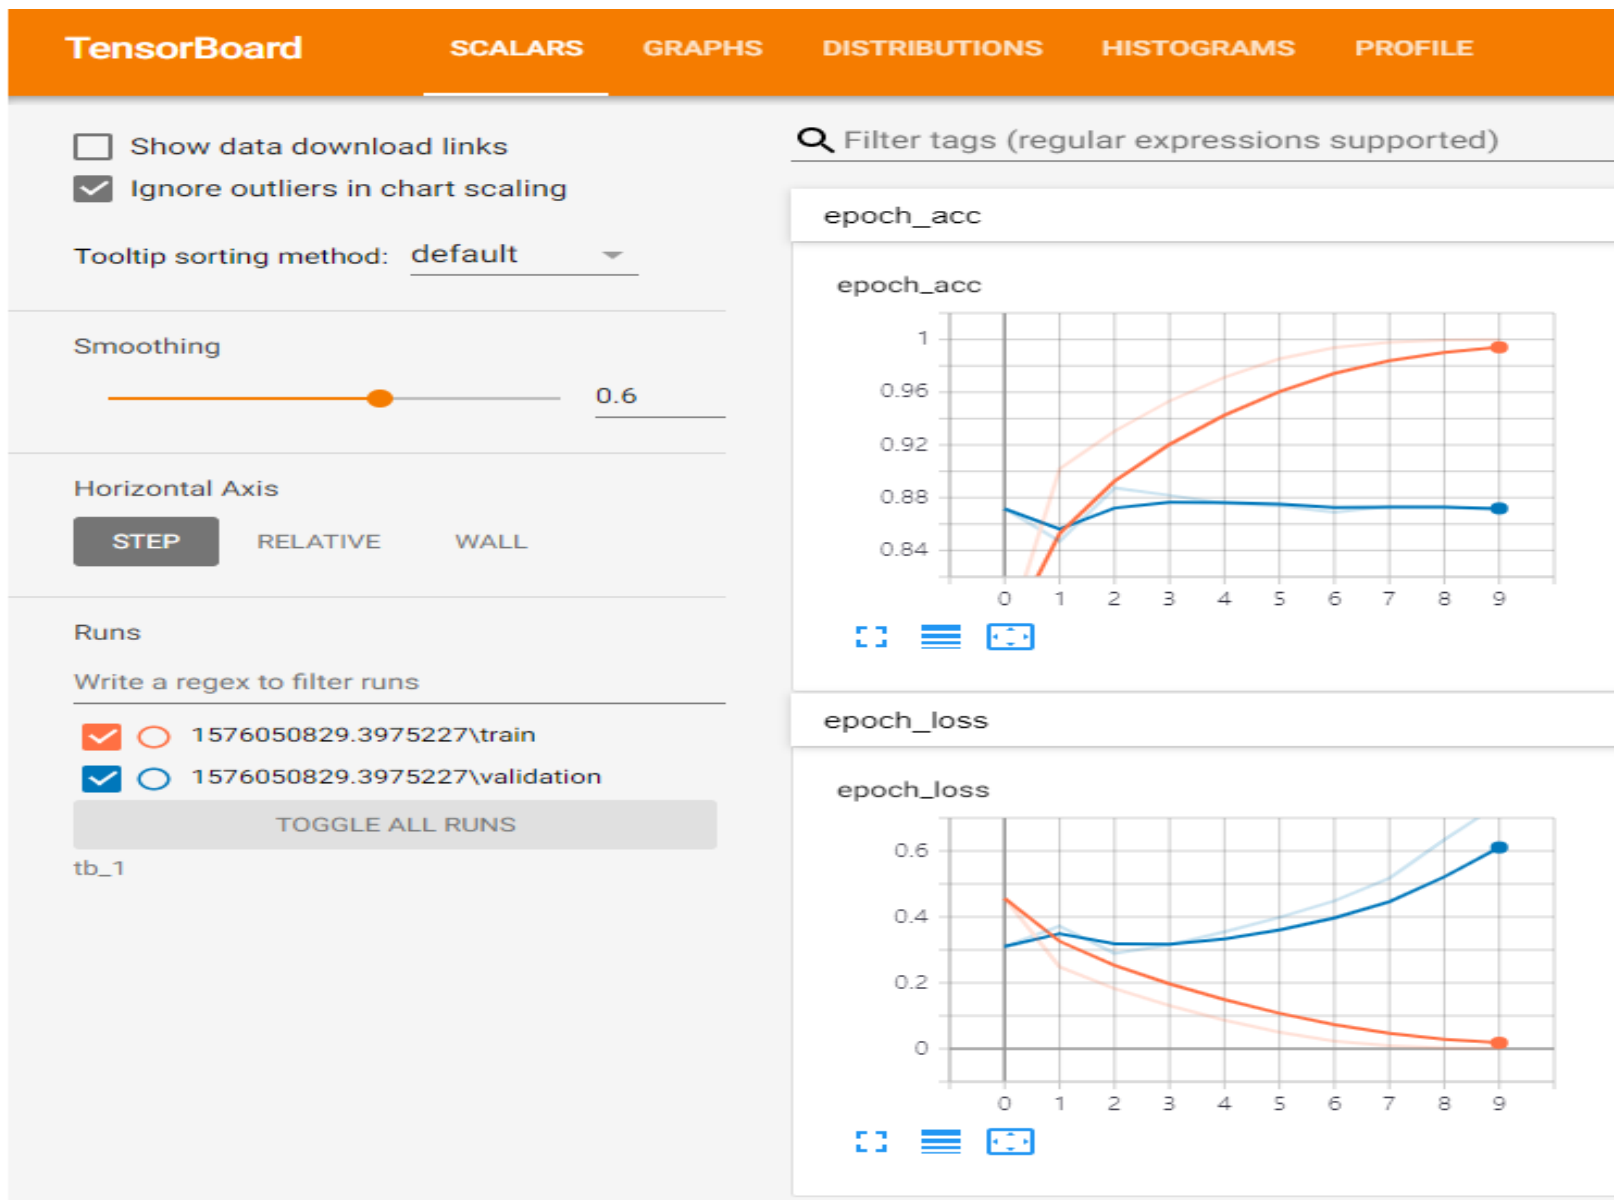 TensorBoard SCALARS GRAPHS DISTRIBUTIONS HISTOGRAMS PROFILE
Show data download links
Ignore outliers in chart scaling
Tooltip sorting method: default
Smoothing
0.6
Horizontal Axis
STEP RELATIVE WALL
Runs
Write a regex to filter runs
1576050829.3975227\train
1576050829.3975227\validation
TOGGLE ALL RUNS
tb_1
Filter tags (regular expressions supported)
epoch_acc
epoch_acc
1
0.96
0.92
0.88
0.84
0 1 2 3 4 5 6 7 8 9
epoch_loss
epoch_loss
0.6
0.4
0.2
0
0 1 2 3 4 5 6 7 8 9